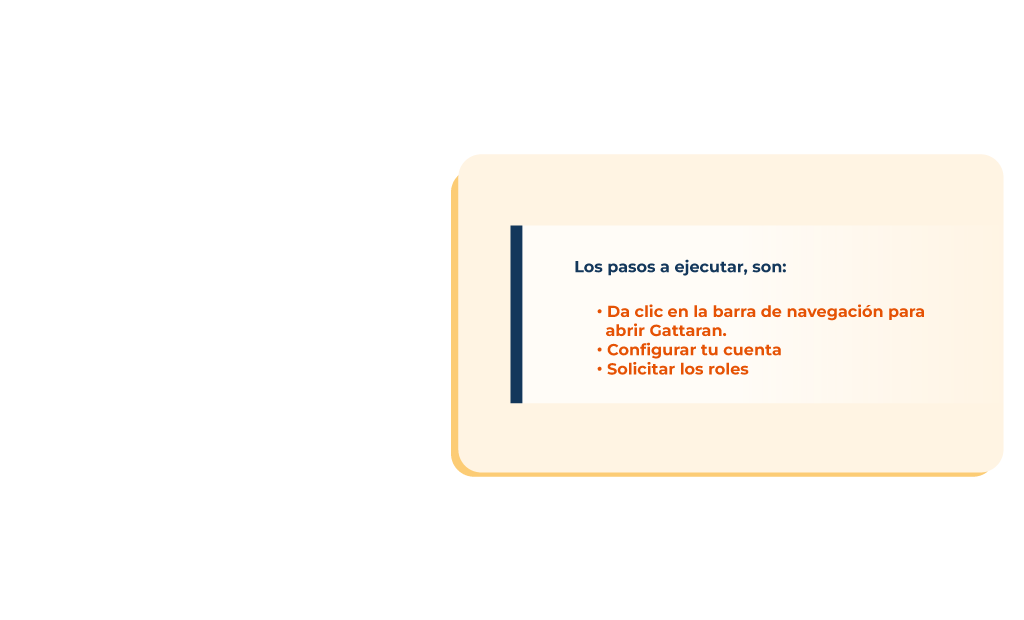 Los pasos a ejecutar, son:
• Da clic en la barra de navegación para
abrir Gattaran.
• Configurar tu cuenta
• Solicitar los roles